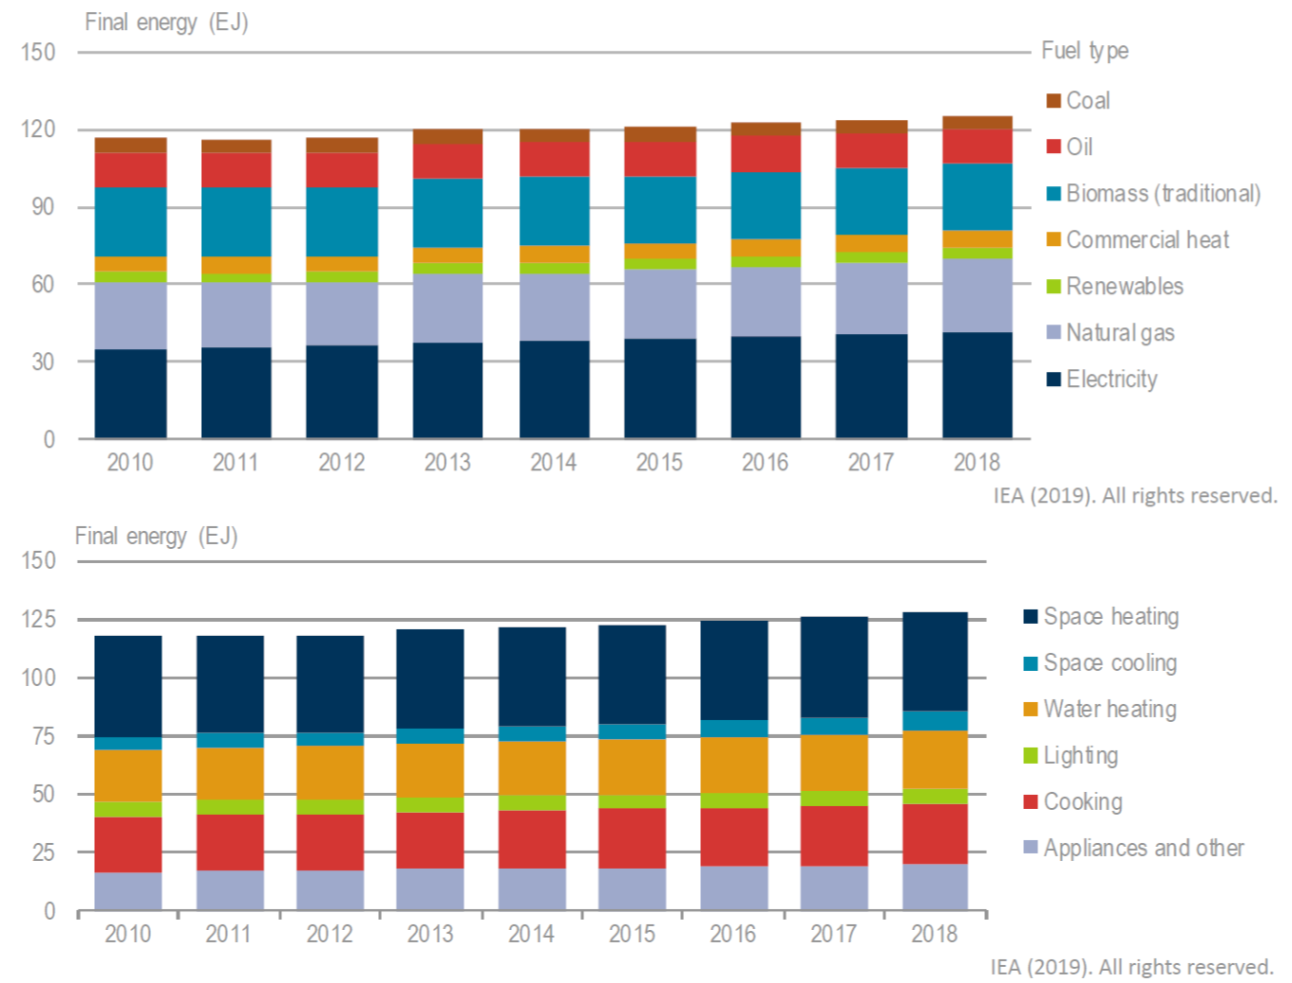 Final energy (EJ)
150
120
90
60
30
0
2010 2011 2012 2013 2014 2015 2016 2017 2018
Fuel type
Coal
Oil
Biomass (traditional)
Commercial heat
Renewables
Natural gas
Electricity
IEA (2019). All rights reserved.
Final energy (EJ)
150
125
100
75
50
25
0
2010 2011 2012 2013 2014 2015 2016 2017 2018
Space heating
Space cooling
Water heating
Lighting
Cooking
Appliances and other
IEA (2019). All rights reserved.